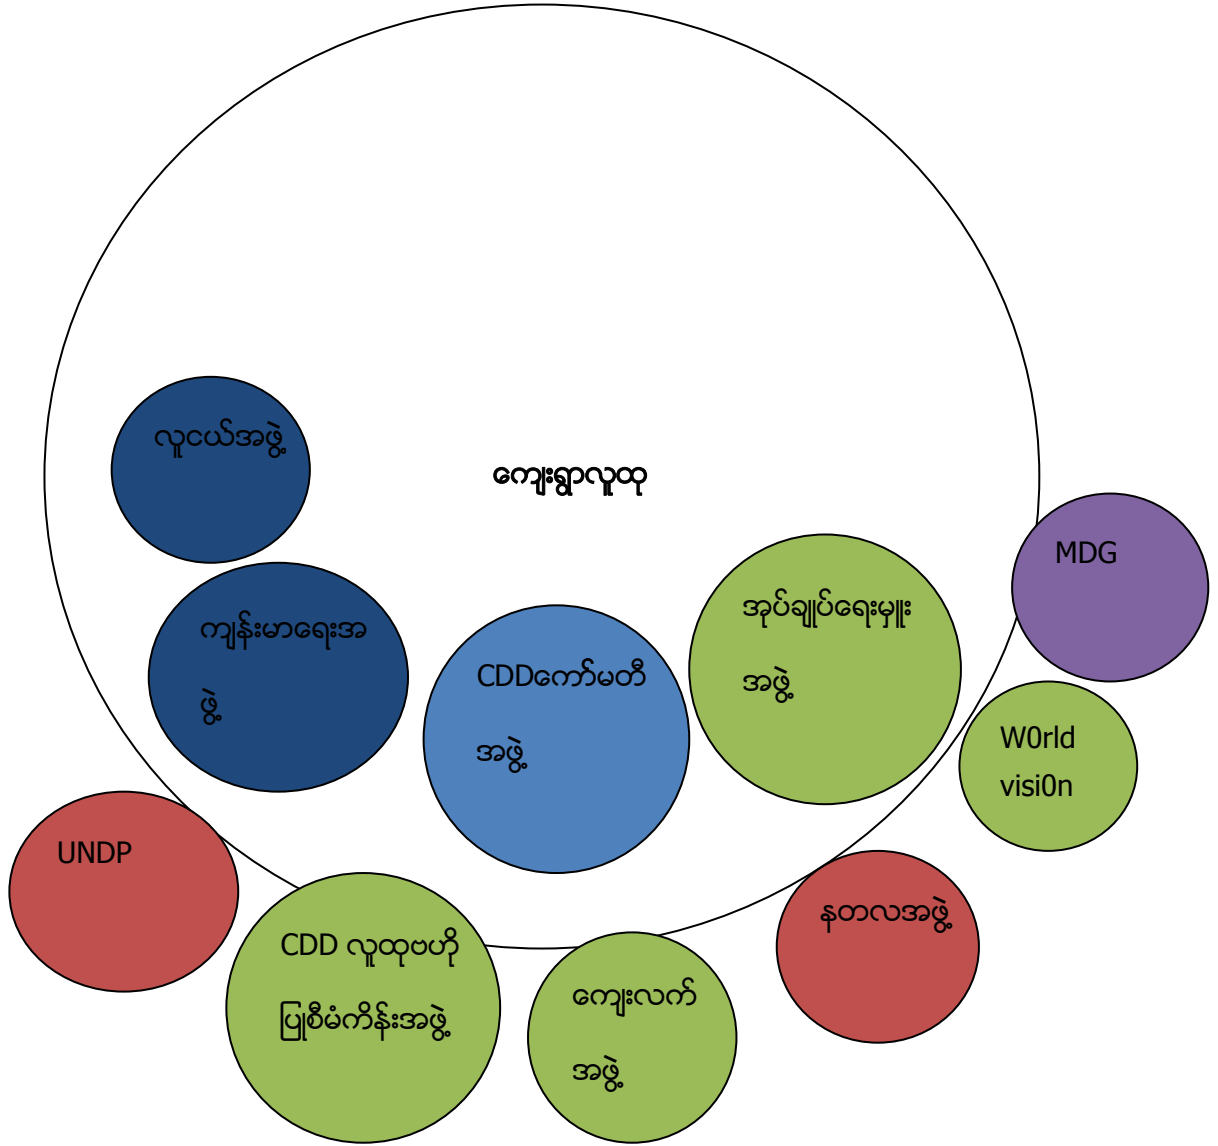 လူငယ်အဖွဲ့
ကျေးရွာလူထု
MDG
အုပ်ချုပ်ရေးမှူး
အဖွဲ့
ကျန်းမာရေးအ
ဖွဲ့
CDDကော်မတီ
အဖွဲ့
W0rld
visi0n
UNDP
နတလအဖွဲ့
CDD လူထုဗဟို
ပြုစီမံကိန်းအဖွဲ့
ကျေးလက်
အဖွဲ့